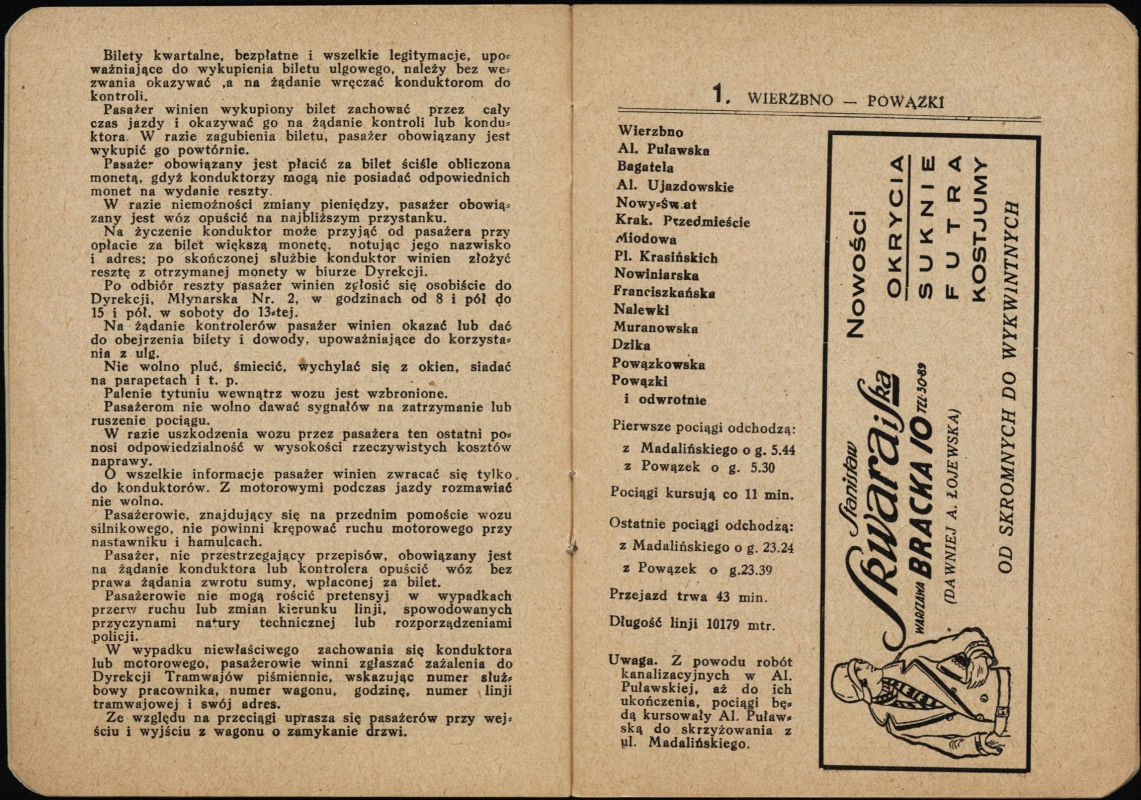 Bilety kwartalne, bezpłatne i wszelkie legitymacje, upo=
ważniające do wykupienia biletu ulgowego, należy bez we=
zwania okazywać ,a na żądanie wręczać konduktorom do
kontroli.
Pasażer winien wykupiony bilet zachować przez cały
czas jazdy i okazywać go na żądanie kontroli lub kondu=
ktora. W razie zagubienia biletu, pasażer obowiązany jest
wykupić go powtórnie.
Pasażer obowiązany jest płacić za bilet ściśle obliczona
monetą, gdyż konduktorzy mogą nie posiadać odpowiednich
monet na wydanie reszty.
W razie niemożności zmiany pieniędzy, pasażer obowią=
zany jest wóz opuścić na najbliższym przystanku.
Na życzenie konduktor może przyjąć od pasażera przy
opłacie za bilet większą monetę, notując jego nazwisko
i adres; po skończonej służbie konduktor winien złożyć
resztę z otrzymanej monety w biurze Dyrekcji.
Po odbiór reszty pasażer winien zgłosić się osobiście do
Dyrekcji, Młynarska Nr. 2, w godzinach od 8 i pół do
15 i pół, w soboty do 13=tej.
Na żądanie kontrolerów pasażer winien okazać lub dać
do obejrzenia bilety i dowody, upoważniające do korzysta=
nia z ulg.
Nie wolno pluć, śmiecić, wychylać się z okien, siadać
na parapetach i t. p.
Palenie tytuniu wewnątrz wozu jest wzbronione.
Pasażerom nie wolno dawać sygnałów na zatrzymanie lub
ruszenie pociągu.
W razie uszkodzenia wozu przez pasażera ten ostatni po=
nosi odpowiedzialność w wysokości rzeczywistych kosztów
naprawy.
O wszelkie informacje pasażer winien zwracać się tylko
do konduktorów. Z motorowymi podczas jazdy rozmawiać
nie wolno.
Pasażerowie, znajdujący się na przednim pomoście wozu
silnikowego, nie powinni krępować ruchu motorowego przy
nastawniku i hamulcach.
Pasażer, nie przestrzegający przepisów, obowiązany jest
na żądanie konduktora lub kontrolera opuścić wóz bez
prawa żądania zwrotu sumy, wpłaconej za bilet.
Pasażerowie nie mogą rościć pretensyj w wypadkach
przerw ruchu lub zmian kierunku linji, spowodowanych
przyczynami natury technicznej lub rozporządzeniami
policji.
W wypadku niewłaściwego zachowania się konduktora
lub motorowego, pasażerowie winni zgłaszać zażalenia do
Dyrekcji Tramwajów piśmiennie, wskazując numer służ=
bowy pracownika, numer wagonu, godzinę, numer linji
tramwajowej i swój adres.
Ze względu na przeciągi uprasza się pasażerów przy wej=
ściu i wyjściu z wagonu o zamykanie drzwi.
1. WIERZBNO — POWĄZKI
Wierzbno
Al. Puławska
Bagatela
Al. Ujazdowskie
Nowy=Św.at
Krak. Przedmieście
Miodowa
Pl. Krasińskich
Nowiniarska
Franciszkańska
Nalewki
Muranowska
Dzika
Powązkowska
Powązki
i odwrotnie
Pierwsze pociągi odchodzą:
z Madalińskiego o g. 5.44
z Powązek o g. 5.30
Pociągi kursują co 11 min.
Ostatnie pociągi odchodzą:
z Madalińskiego o g. 23.24
z Powązek o g.23.39
Przejazd trwa 43 min.
Długość linji 10179 mtr.
Uwaga. Z powodu robót
kanalizacyjnych w Al.
Puławskiej, aż do ich
ukończenia, pociągi bę=
dą kursowały Al. Puław=
ską do skrzyżowania z
ul. Madalińskiego.
Stanisław
Skwara i Ska
WARSZAWA BRACKA 10 TEL 30-89
(DAWNIEJ A. ŁOJEWSKA)
Nowości
OKRYCIA
SUKNIE
FUTRA
KOSTJUMY
OD SKROMNYCH DO WYKWINTNYCH